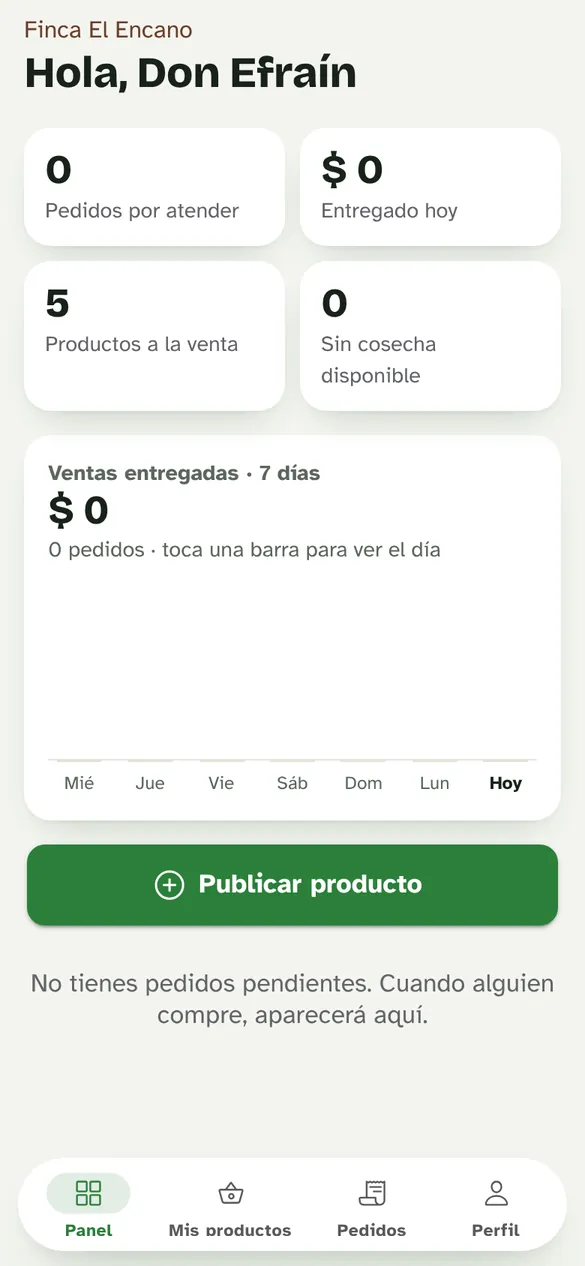 Finca El Encano
Hola, Don Efraín
0
Pedidos por atender
$ 0
Entregado hoy
5
Productos a la venta
0
Sin cosecha
disponible
Ventas entregadas · 7 días
$ 0
0 pedidos · toca una barra para ver el día
Mié Jue Vie Sáb Dom Lun Hoy
Publicar producto
No tienes pedidos pendientes. Cuando alguien
compre, aparecerá aquí.
Panel Mis productos Pedidos Perfil